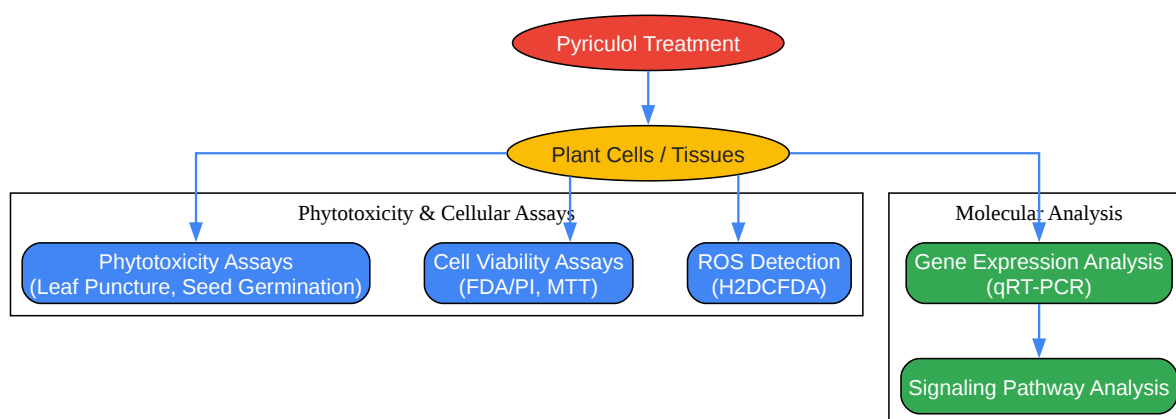 Pyriculol Treatment
Plant Cells / Tissues
Phytotoxicity & Cellular Assays
Molecular Analysis
Phytotoxicity Assays
(Leaf Puncture, Seed Germination)
Cell Viability Assays
(FDA/PI, MTT)
ROS Detection
(H2DCFDA)
Gene Expression Analysis
(qRT-PCR)
Signaling Pathway Analysis